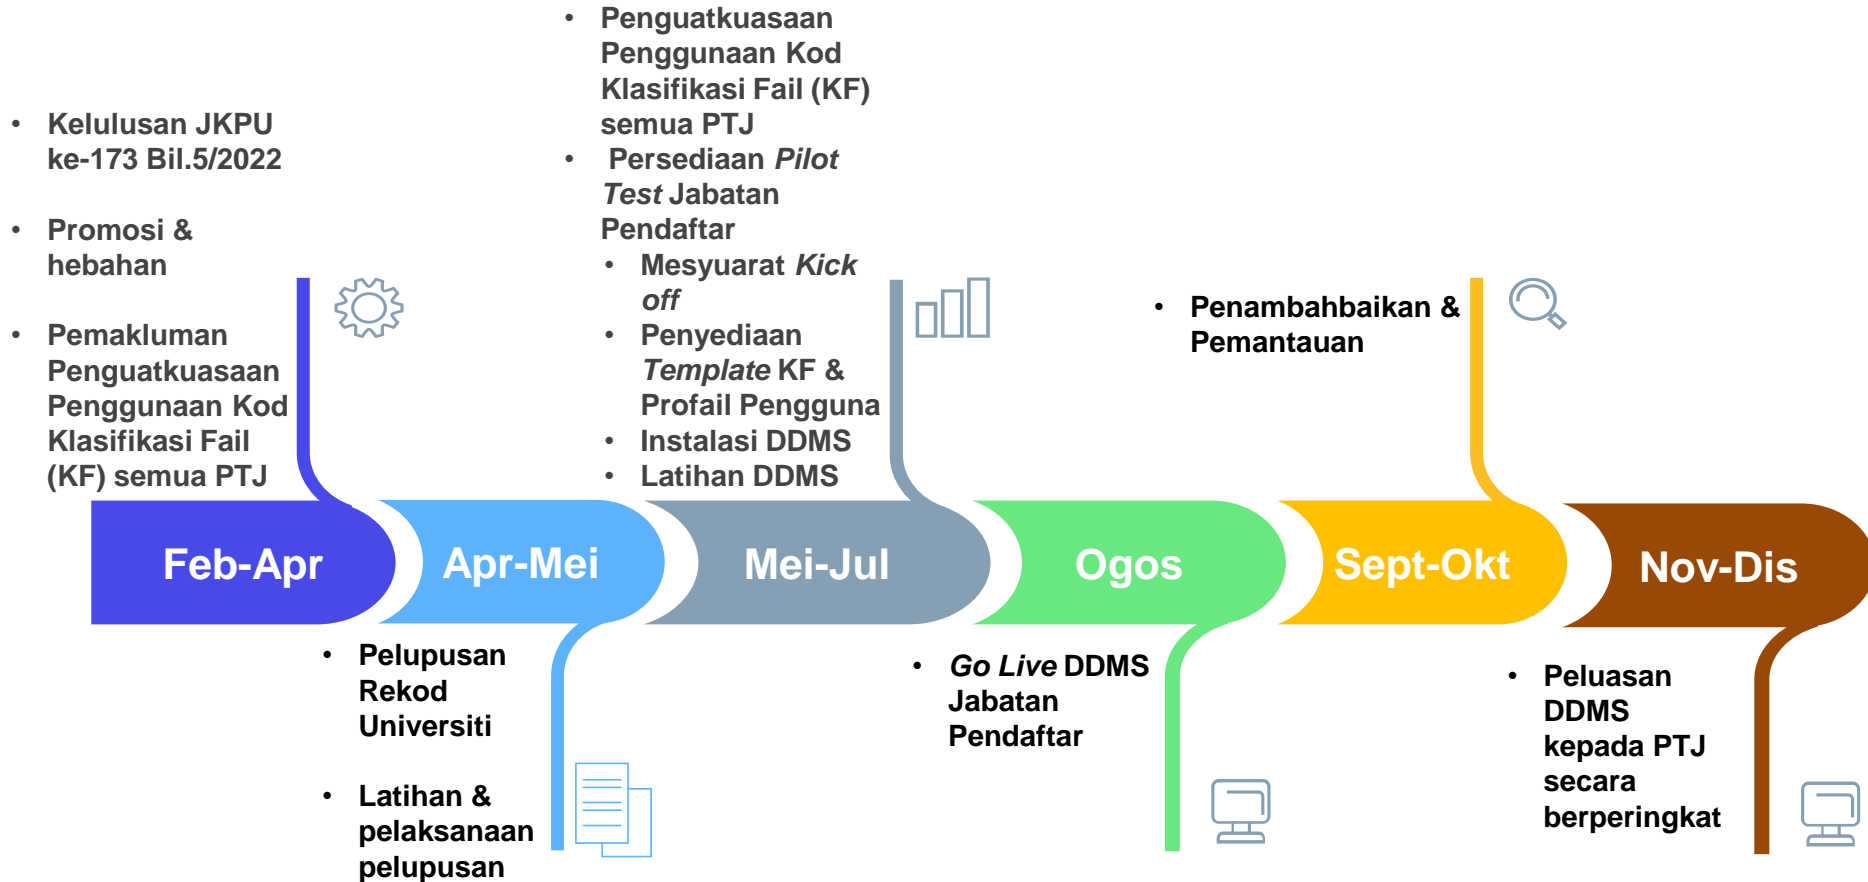 • Kelulusan JKPU
ke-173 Bil.5/2022
• Promosi &
hebahan
• Pemakluman
Penguatkuasaan
Penggunaan Kod
Klasifikasi Fail
(KF) semua PTJ
• Penguatkuasaan
Penggunaan Kod
Klasifikasi Fail (KF)
semua PTJ
• Persediaan Pilot
Test Jabatan
Pendaftar
• Mesyuarat Kick
off
• Penyediaan
Template KF &
Profail Pengguna
• Instalasi DDMS
• Latihan DDMS
• Penambahbaikan &
Pemantauan
Feb-Apr
Apr-Mei
Mei-Jul
Ogos
Sept-Okt
Nov-Dis
• Pelupusan
Rekod
Universiti
• Latihan &
pelaksanaan
pelupusan
• Go Live DDMS
Jabatan
Pendaftar
• Peluasan
DDMS
kepada PTJ
secara
berperingkat